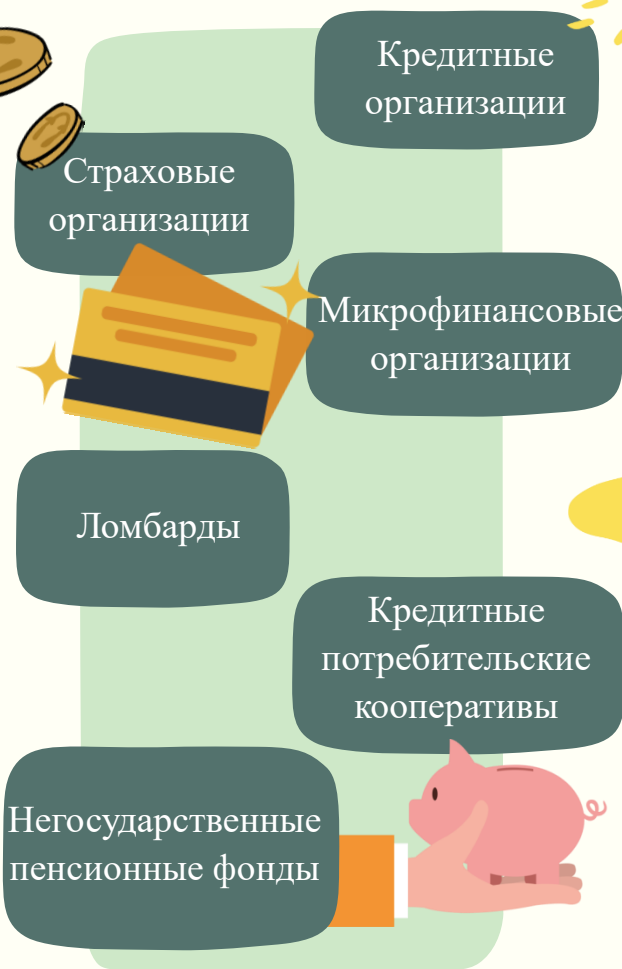 Кредитные
организации
Страховые
организации
Микрофинансовые
организации
Ломбарды
Кредитные
потребительские
кооперативы
Негосударственные
пенсионные фонды